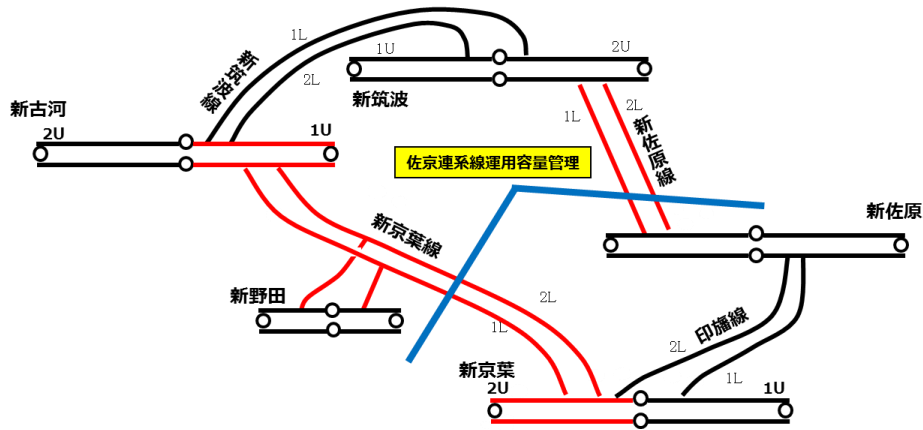 1L
2L
新筑波線
1U
2U
新筑波
新古河
2U
1U
1L
2L
新佐原線
佐京連系線運用容量管理
新佐原
新京葉線
新野田
2L
1L
印旛線
2L
1L
新京葉
2U
1U